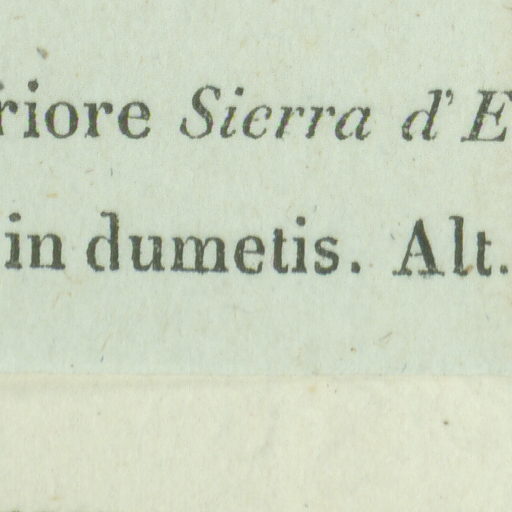 riore Sierra d'E
in dumetis. Alt.